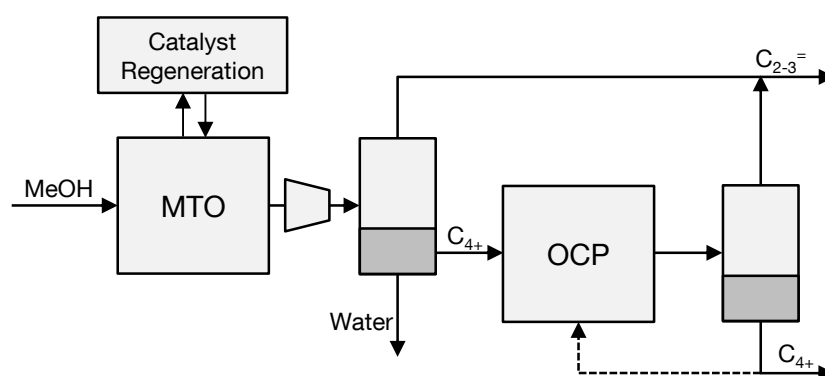 Catalyst
Regeneration
C₂₋₃⁼
MeOH
MTO
C₄₊
OCP
Water
C₄₊